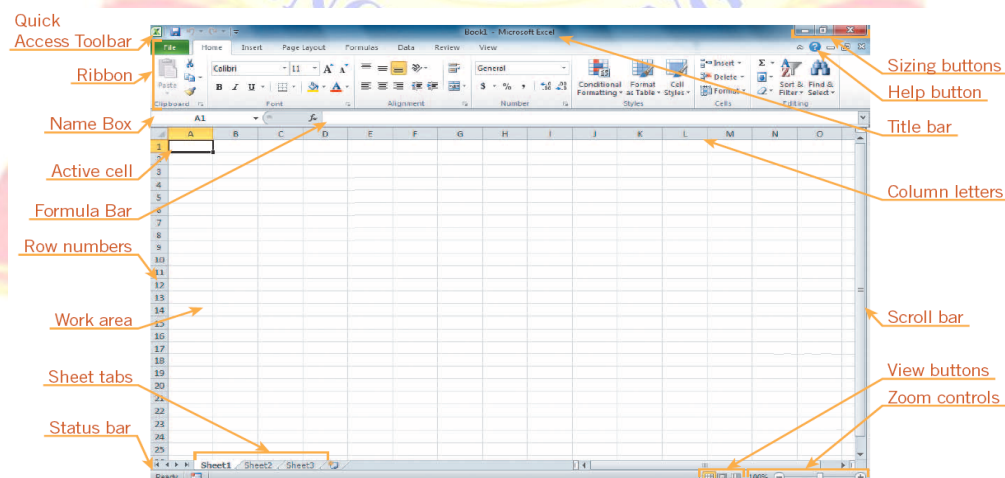 Quick
Access Toolbar
Ribbon
Name Box
Active cell
Formula Bar
Row numbers
Work area
Sheet tabs
Status bar
Book1 - Microsoft Excel
File Home Insert Page Layout Formulas Data Review View
Calibri 11 A A General Insert Σ
Paste Delete
B I U A $ % , Conditional Format Cell Format Sort & Find &
Formatting as Table Styles Filter Select
Clipboard Font Alignment Number Styles Cells Editing
A1 fx
A B C D E F G H I J K L M N O
1
2
3
4
5
6
7
8
9
10
11
12
13
14
15
16
17
18
19
20
21
22
23
24
25
Sheet1 Sheet2 Sheet3
Ready 100%
Sizing buttons
Help button
Title bar
Column letters
Scroll bar
View buttons
Zoom controls